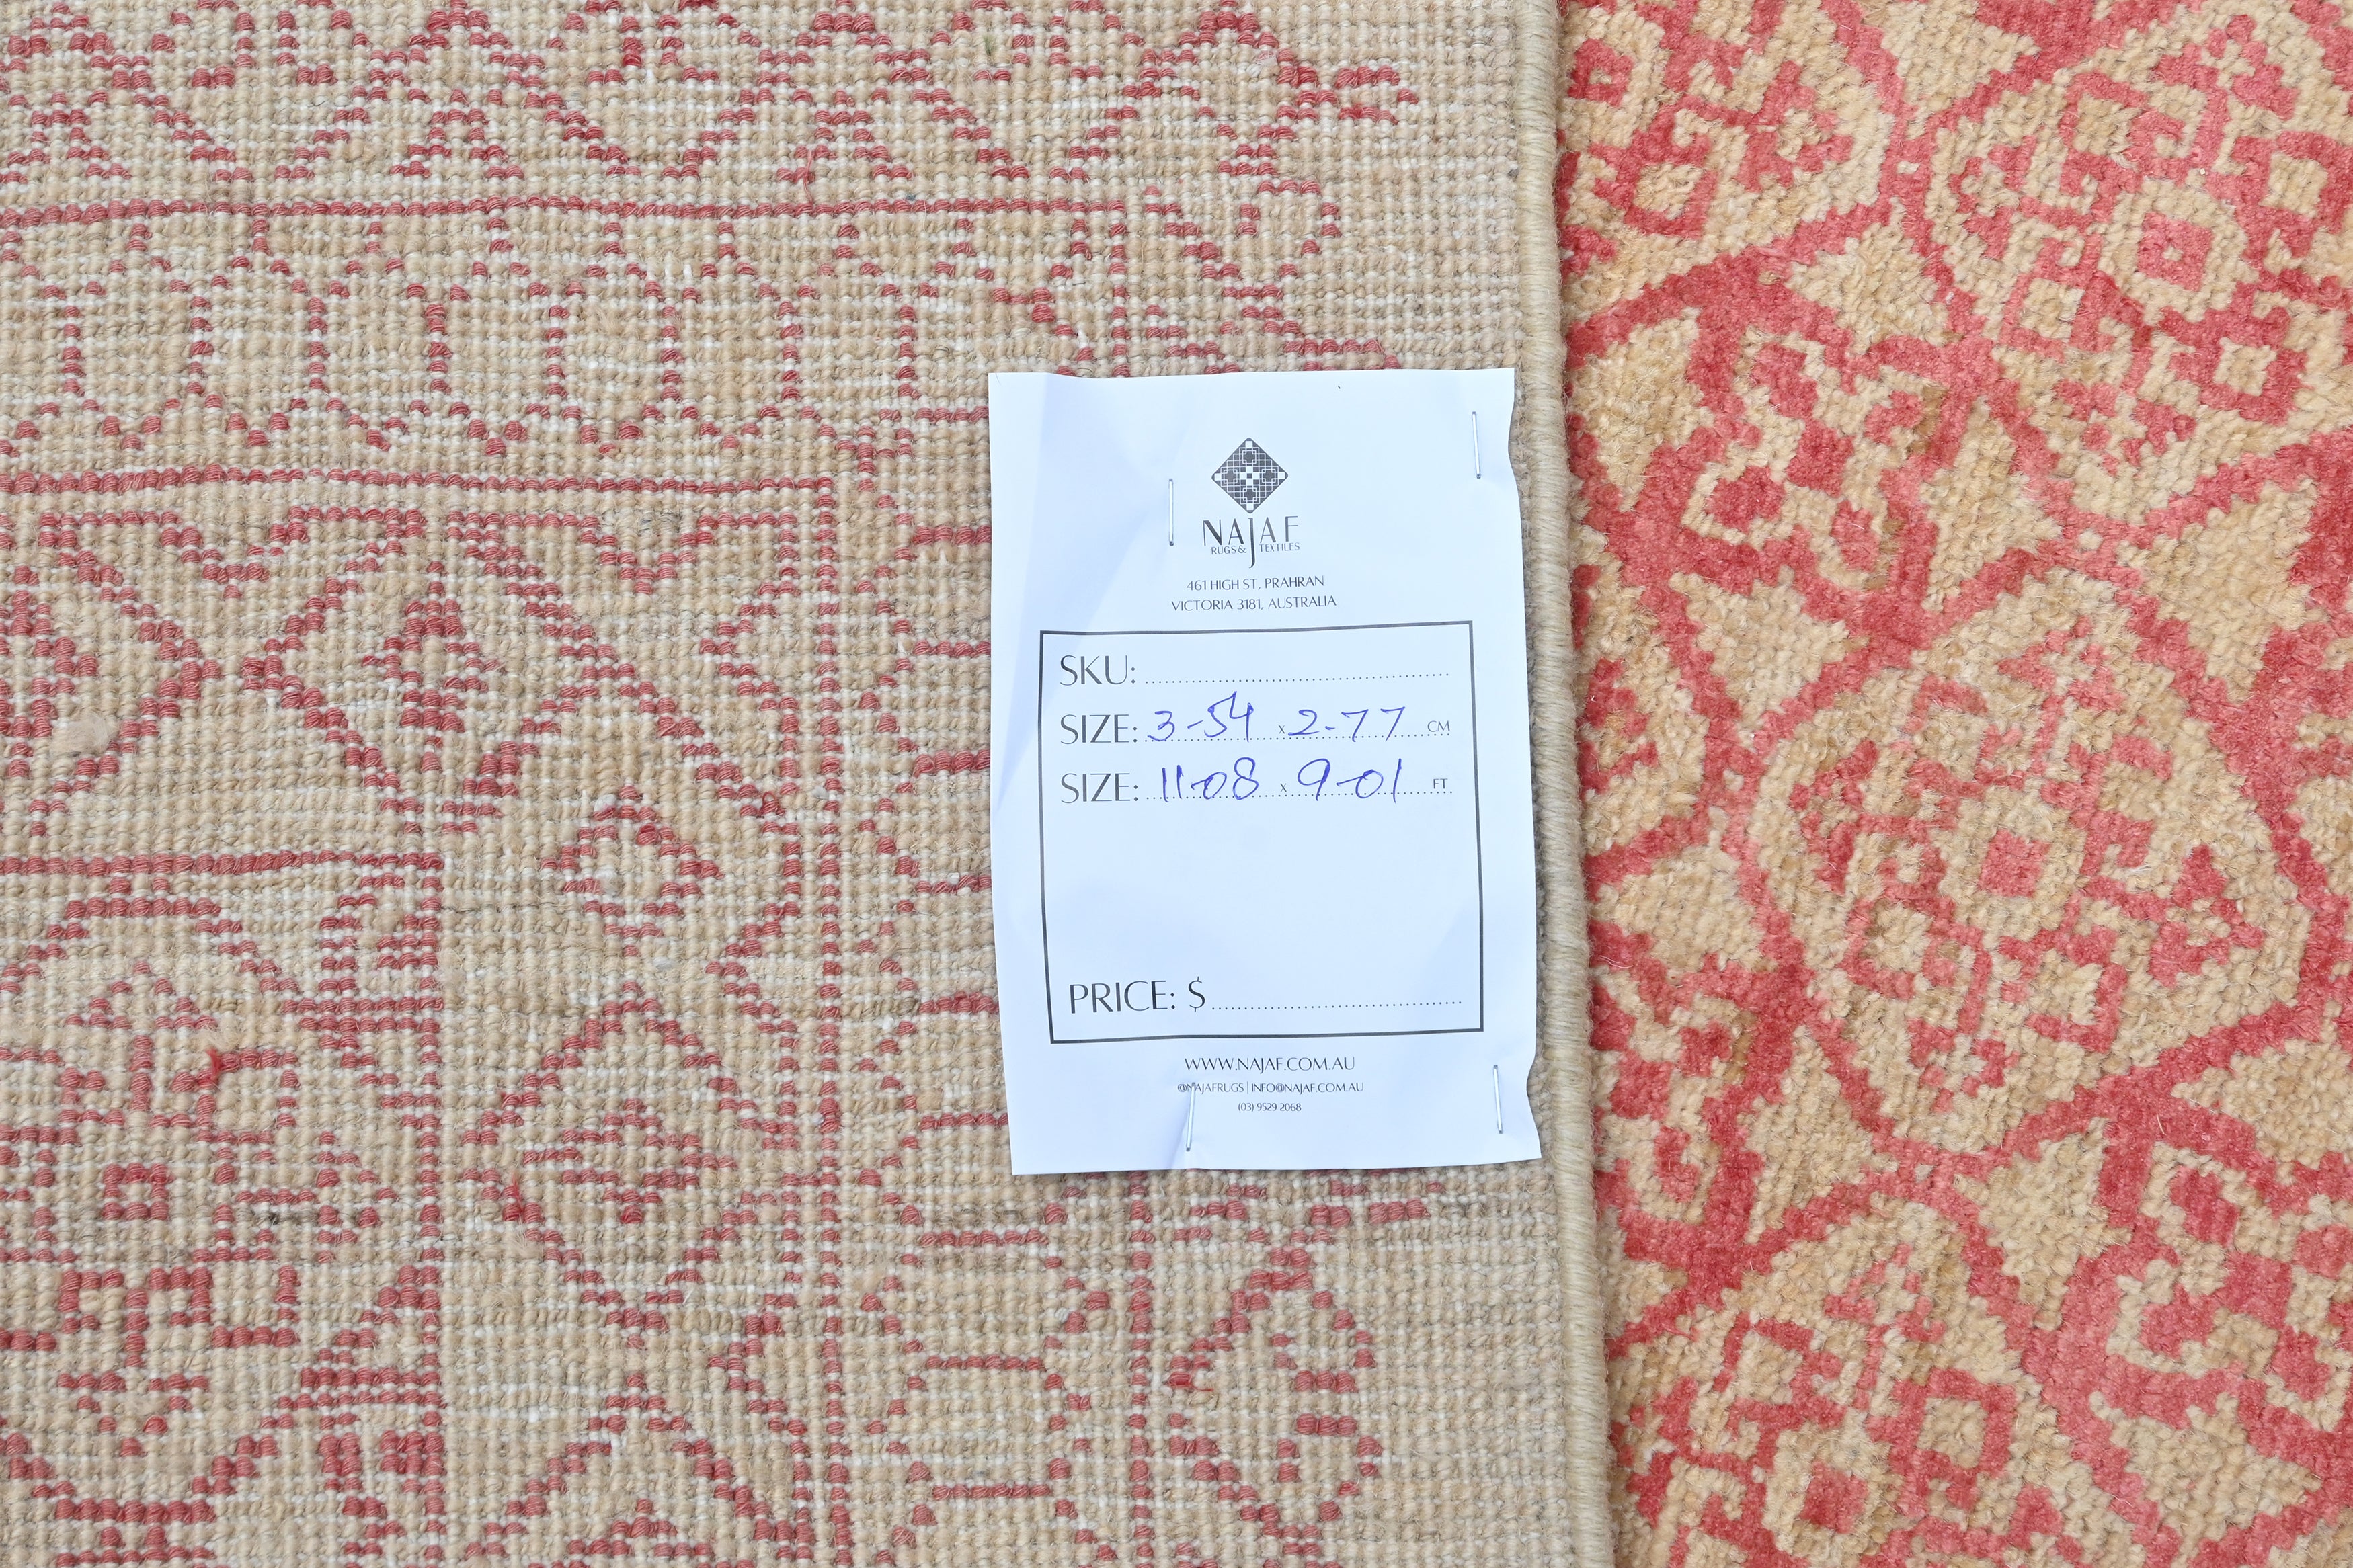 NAJAF
RUGS & TEXTILES
461 HIGH ST, PRAHRAN
VICTORIA 3181, AUSTRALIA
SKU:
SIZE: 3-54 x 2-77 CM
SIZE: 11-08 x 9-01 FT
PRICE: $
WWW.NAJAF.COM.AU
@NAJAFRUGS | INFO@NAJAF.COM.AU
(03) 9529 2068